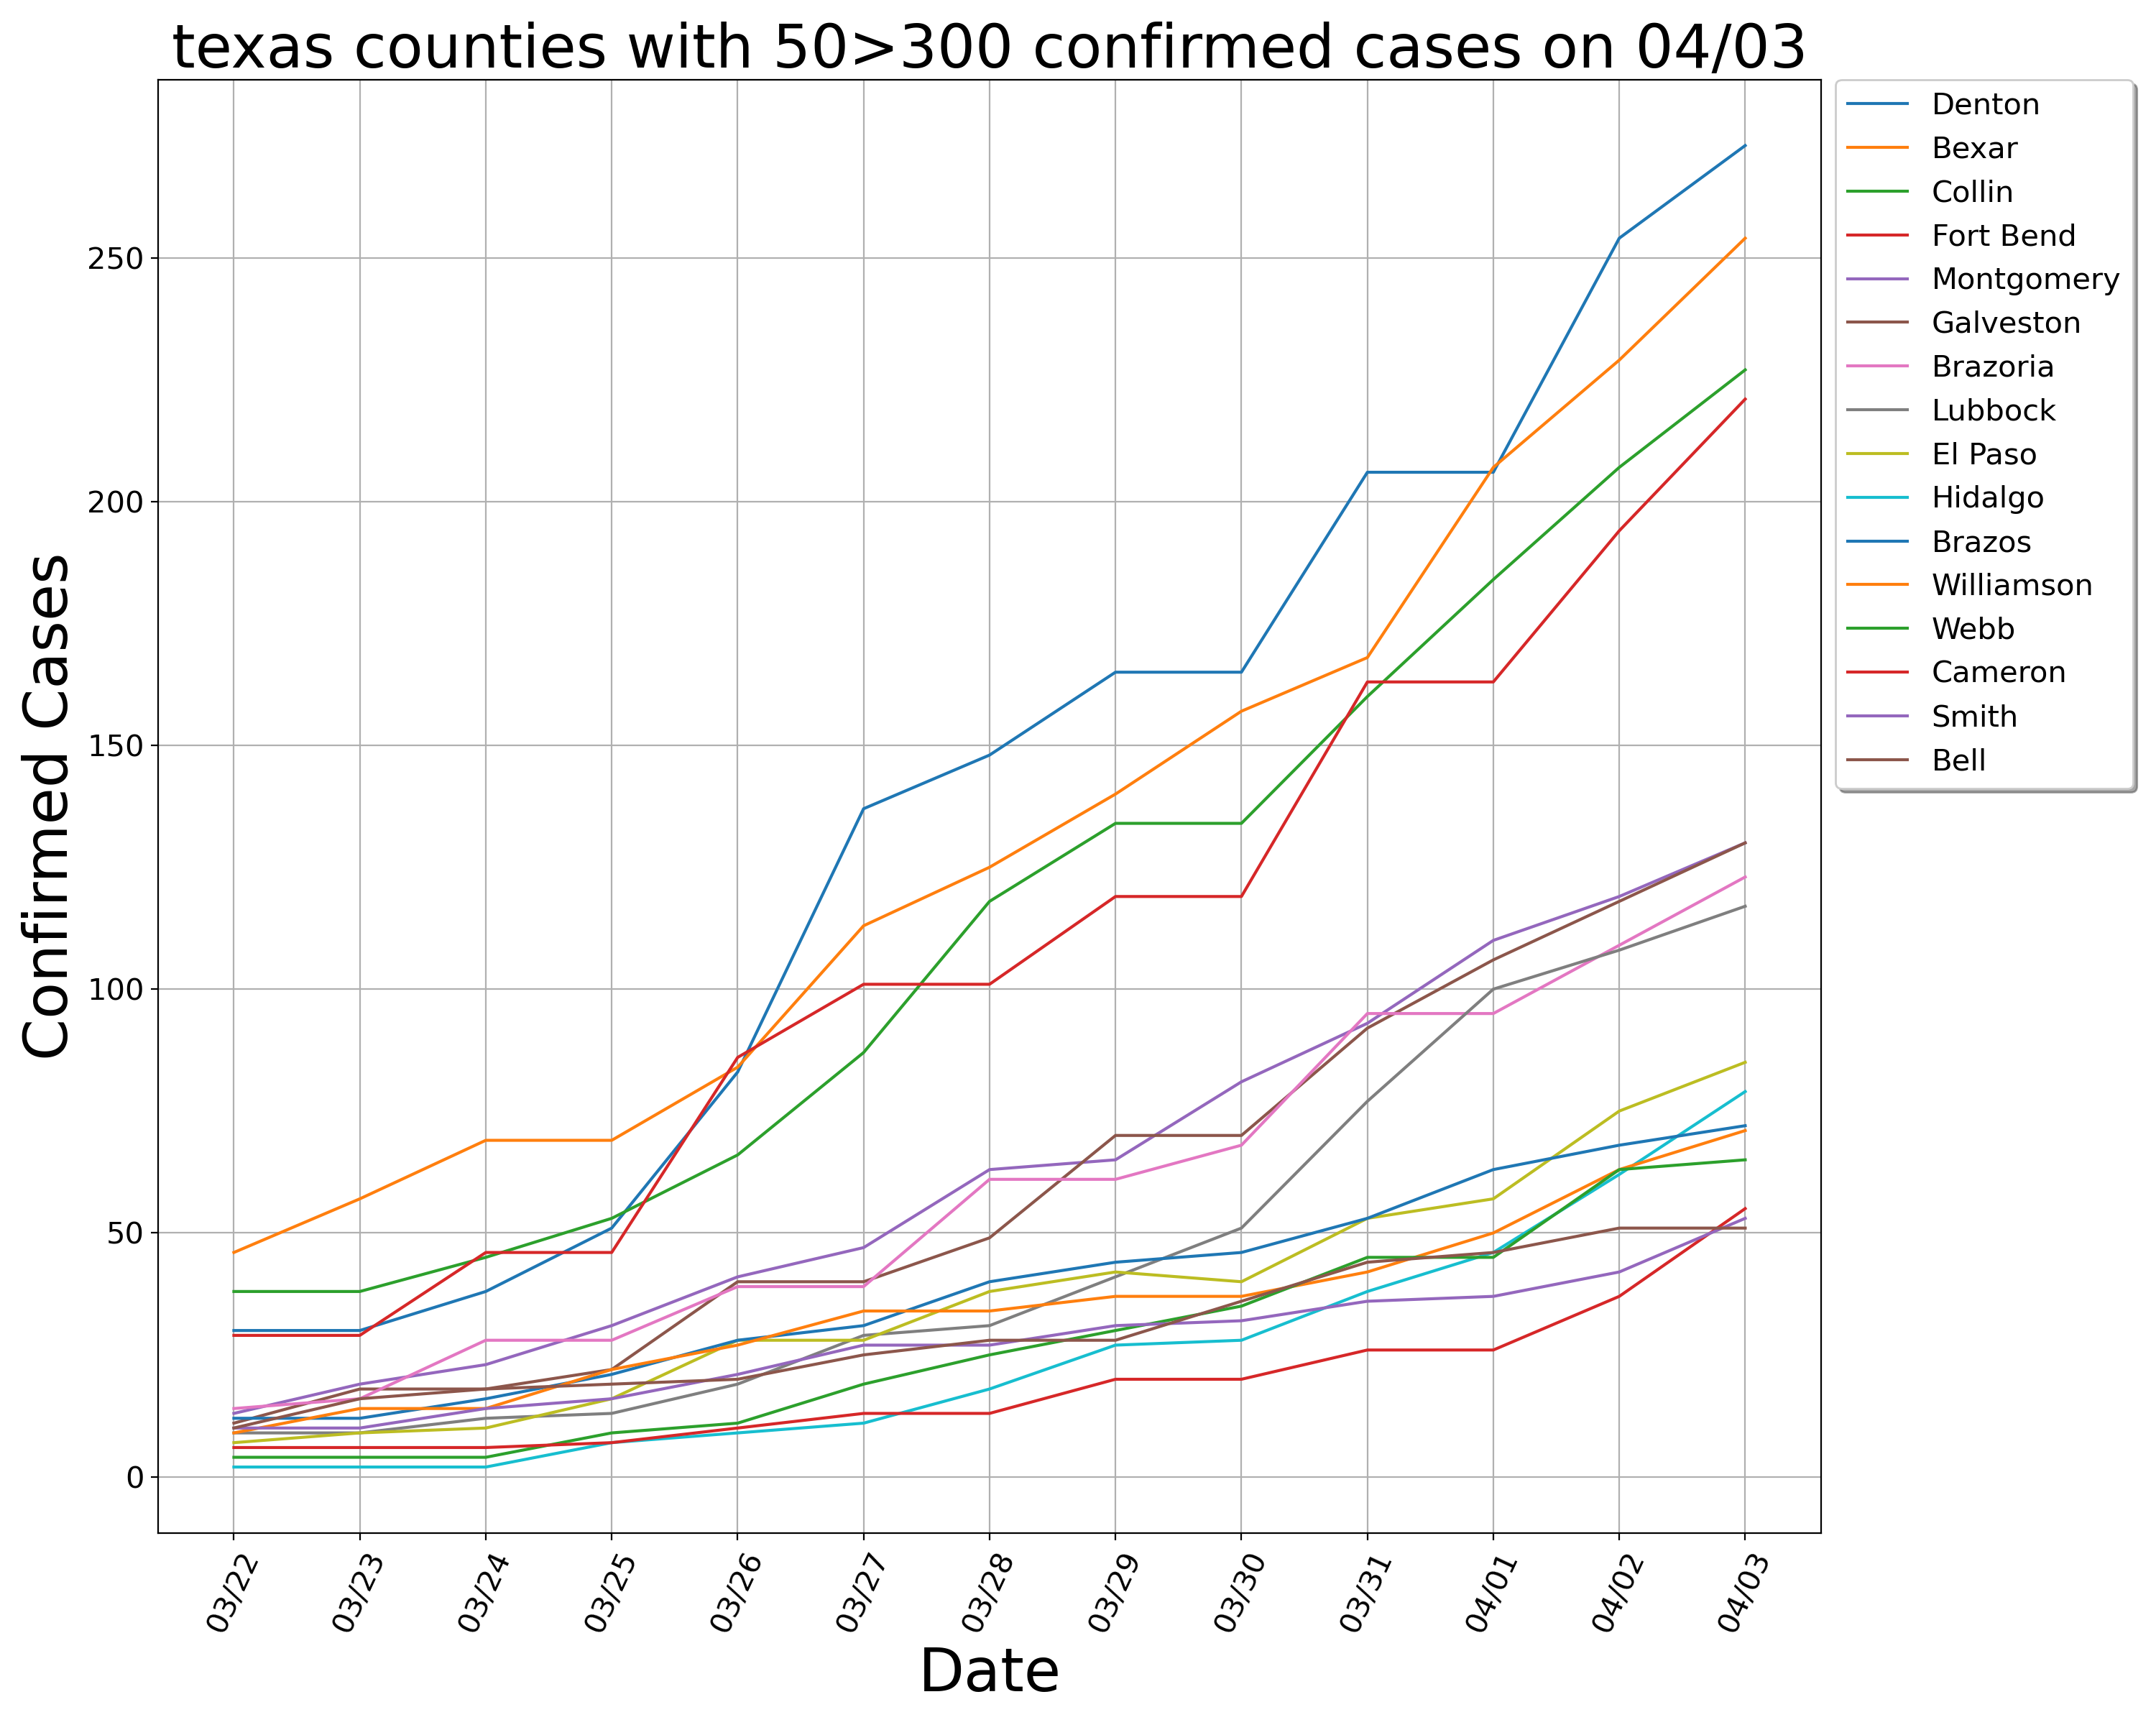 texas counties with 50>300 confirmed cases on 04/03
Confirmed Cases
250
200
150
100
50
0
03/22
03/23
03/24
03/25
03/26
03/27
03/28
03/29
03/30
03/31
04/01
04/02
04/03
Date
Denton
Bexar
Collin
Fort Bend
Montgomery
Galveston
Brazoria
Lubbock
El Paso
Hidalgo
Brazos
Williamson
Webb
Cameron
Smith
Bell